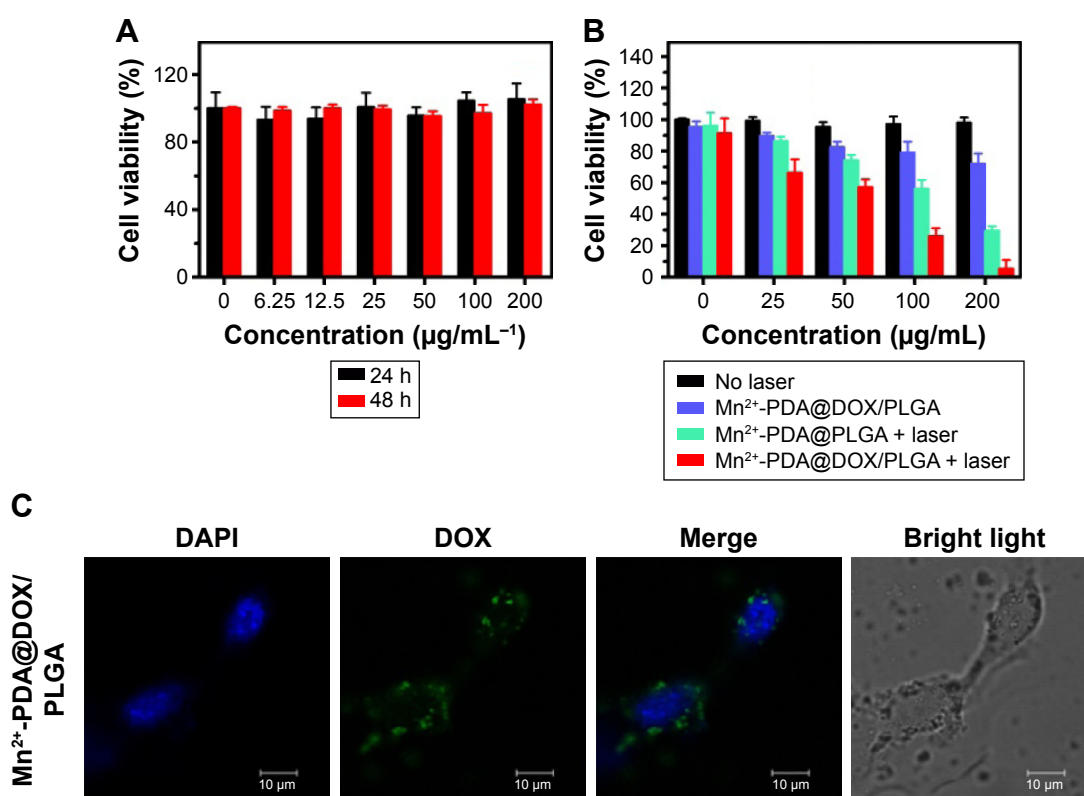 A
Cell viability (%)
120
80
40
0
0 6.25 12.5 25 50 100 200
Concentration (µg/mL⁻¹)
24 h
48 h
B
Cell viability (%)
140
120
100
80
60
40
20
0
0 25 50 100 200
Concentration (µg/mL)
No laser
Mn²⁺-PDA@DOX/PLGA
Mn²⁺-PDA@PLGA + laser
Mn²⁺-PDA@DOX/PLGA + laser
C
DAPI DOX Merge Bright light
Mn²⁺-PDA@DOX/
PLGA
10 µm 10 µm 10 µm 10 µm